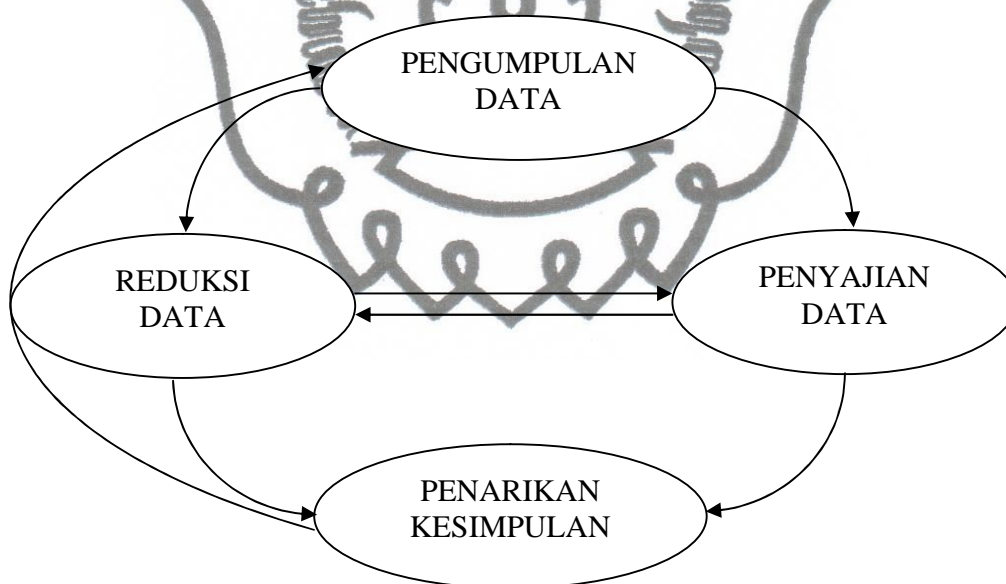 PENGUMPULAN
DATA
REDUKSI
DATA
PENYAJIAN
DATA
PENARIKAN
KESIMPULAN